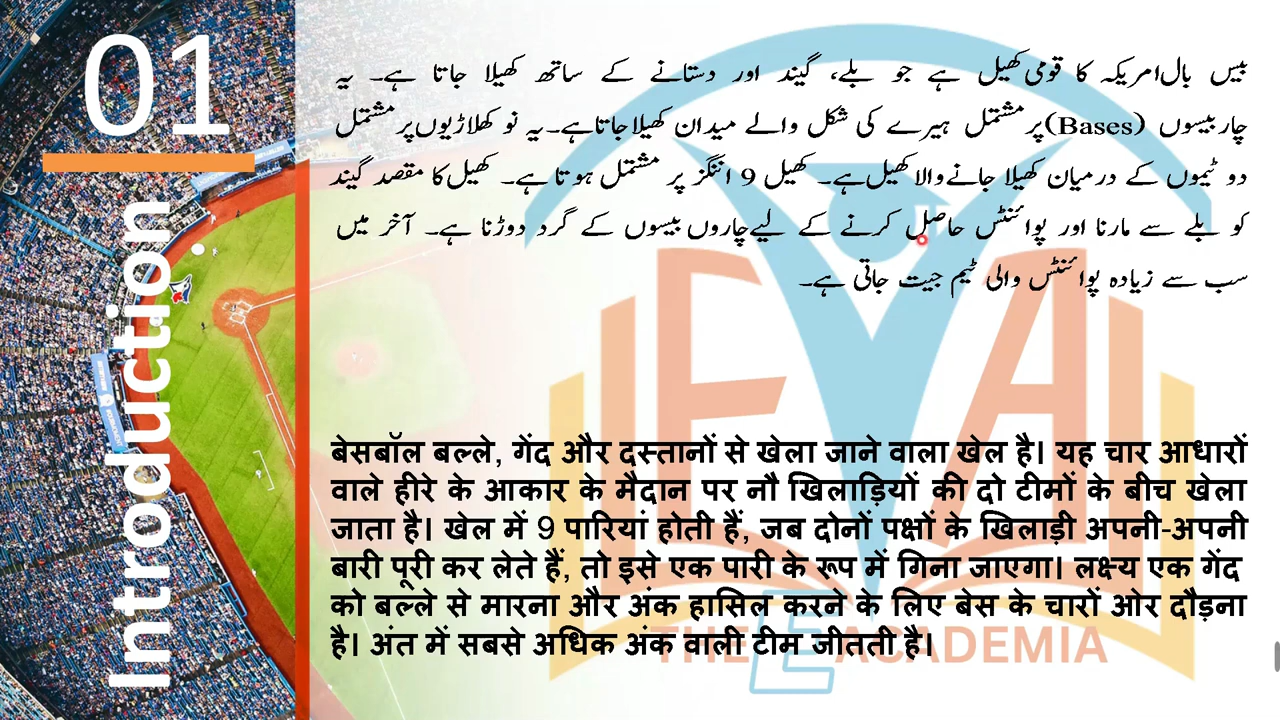 01
Introduction
بیس بال امریکہ کا قومی کھیل ہے جو بلے، گیند اور دستانے کے ساتھ کھیلا جاتا ہے۔ یہ
چار بیسوں (Bases) پر مشتمل ہیرے کی شکل والے میدان کھیلا جاتا ہے۔ یہ نو کھلاڑیوں پر مشتمل
دو ٹیموں کے درمیان کھیلا جانے والا کھیل ہے۔ کھیل 9 اننگز پر مشتمل ہوتا ہے۔ کھیل کا مقصد گیند
کو بلے سے مارنا اور پوائنٹس حاصل کرنے کے لیے چاروں بیسوں کے گرد دوڑنا ہے۔ آخر میں
سب سے زیادہ پوائنٹس والی ٹیم جیت جاتی ہے۔
बेसबॉल बल्ले, गेंद और दस्तानों से खेला जाने वाला खेल है। यह चार आधारों
वाले हीरे के आकार के मैदान पर नौ खिलाड़ियों की दो टीमों के बीच खेला
जाता है। खेल में 9 पारियां होती हैं, जब दोनों पक्षों के खिलाड़ी अपनी-अपनी
बारी पूरी कर लेते हैं, तो इसे एक पारी के रूप में गिना जाएगा। लक्ष्य एक गेंद
को बल्ले से मारना और अंक हासिल करने के लिए बेस के चारों ओर दौड़ना
है। अंत में सबसे अधिक अंक वाली टीम जीतती है।
EVA
THE E ACADEMIA